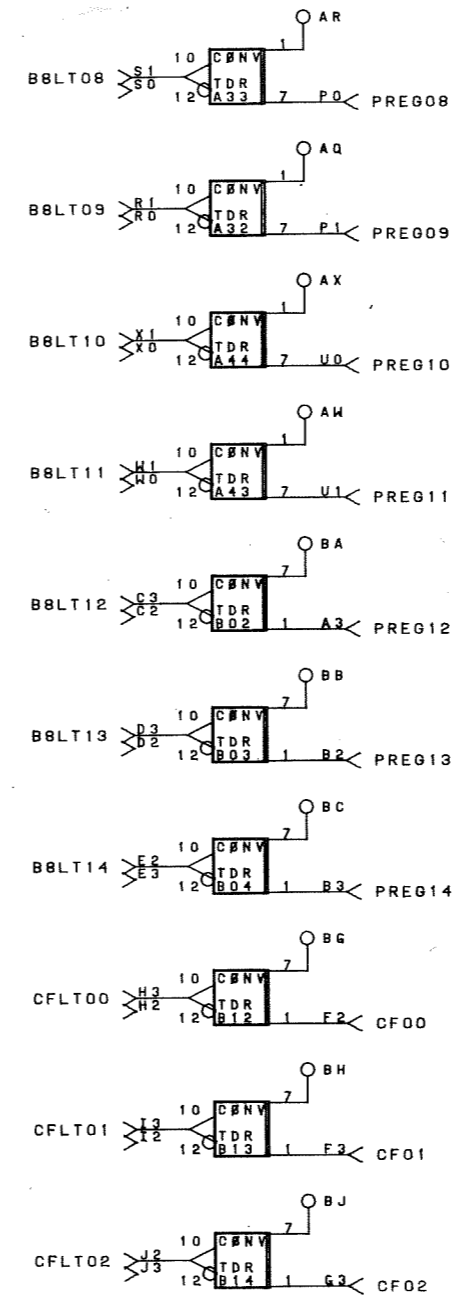 AR
10 CØNV 1
B8LT08 S1
S0 TDR
12 A33 7 P0 PREG08
AQ
10 CØNV 1
B8LT09 R1
R0 TDR
12 A32 7 P1 PREG09
AX
10 CØNV 1
B8LT10 X1
X0 TDR
12 A44 7 U0 PREG10
AW
10 CØNV 1
B8LT11 W1
W0 TDR
12 A43 7 U1 PREG11
BA
10 CØNV 7
B8LT12 C3
C2 TDR
12 B02 1 A3 PREG12
BB
10 CØNV 7
B8LT13 D3
D2 TDR
12 B03 1 B2 PREG13
BC
10 CØNV 7
B8LT14 E2
E3 TDR
12 B04 1 B3 PREG14
BG
10 CØNV 7
CFLT00 H3
H2 TDR
12 B12 1 F2 CF00
BH
10 CØNV 7
CFLT01 I3
I2 TDR
12 B13 1 F3 CF01
BJ
10 CØNV 7
CFLT02 J2
J3 TDR
12 B14 1 G3 CF02